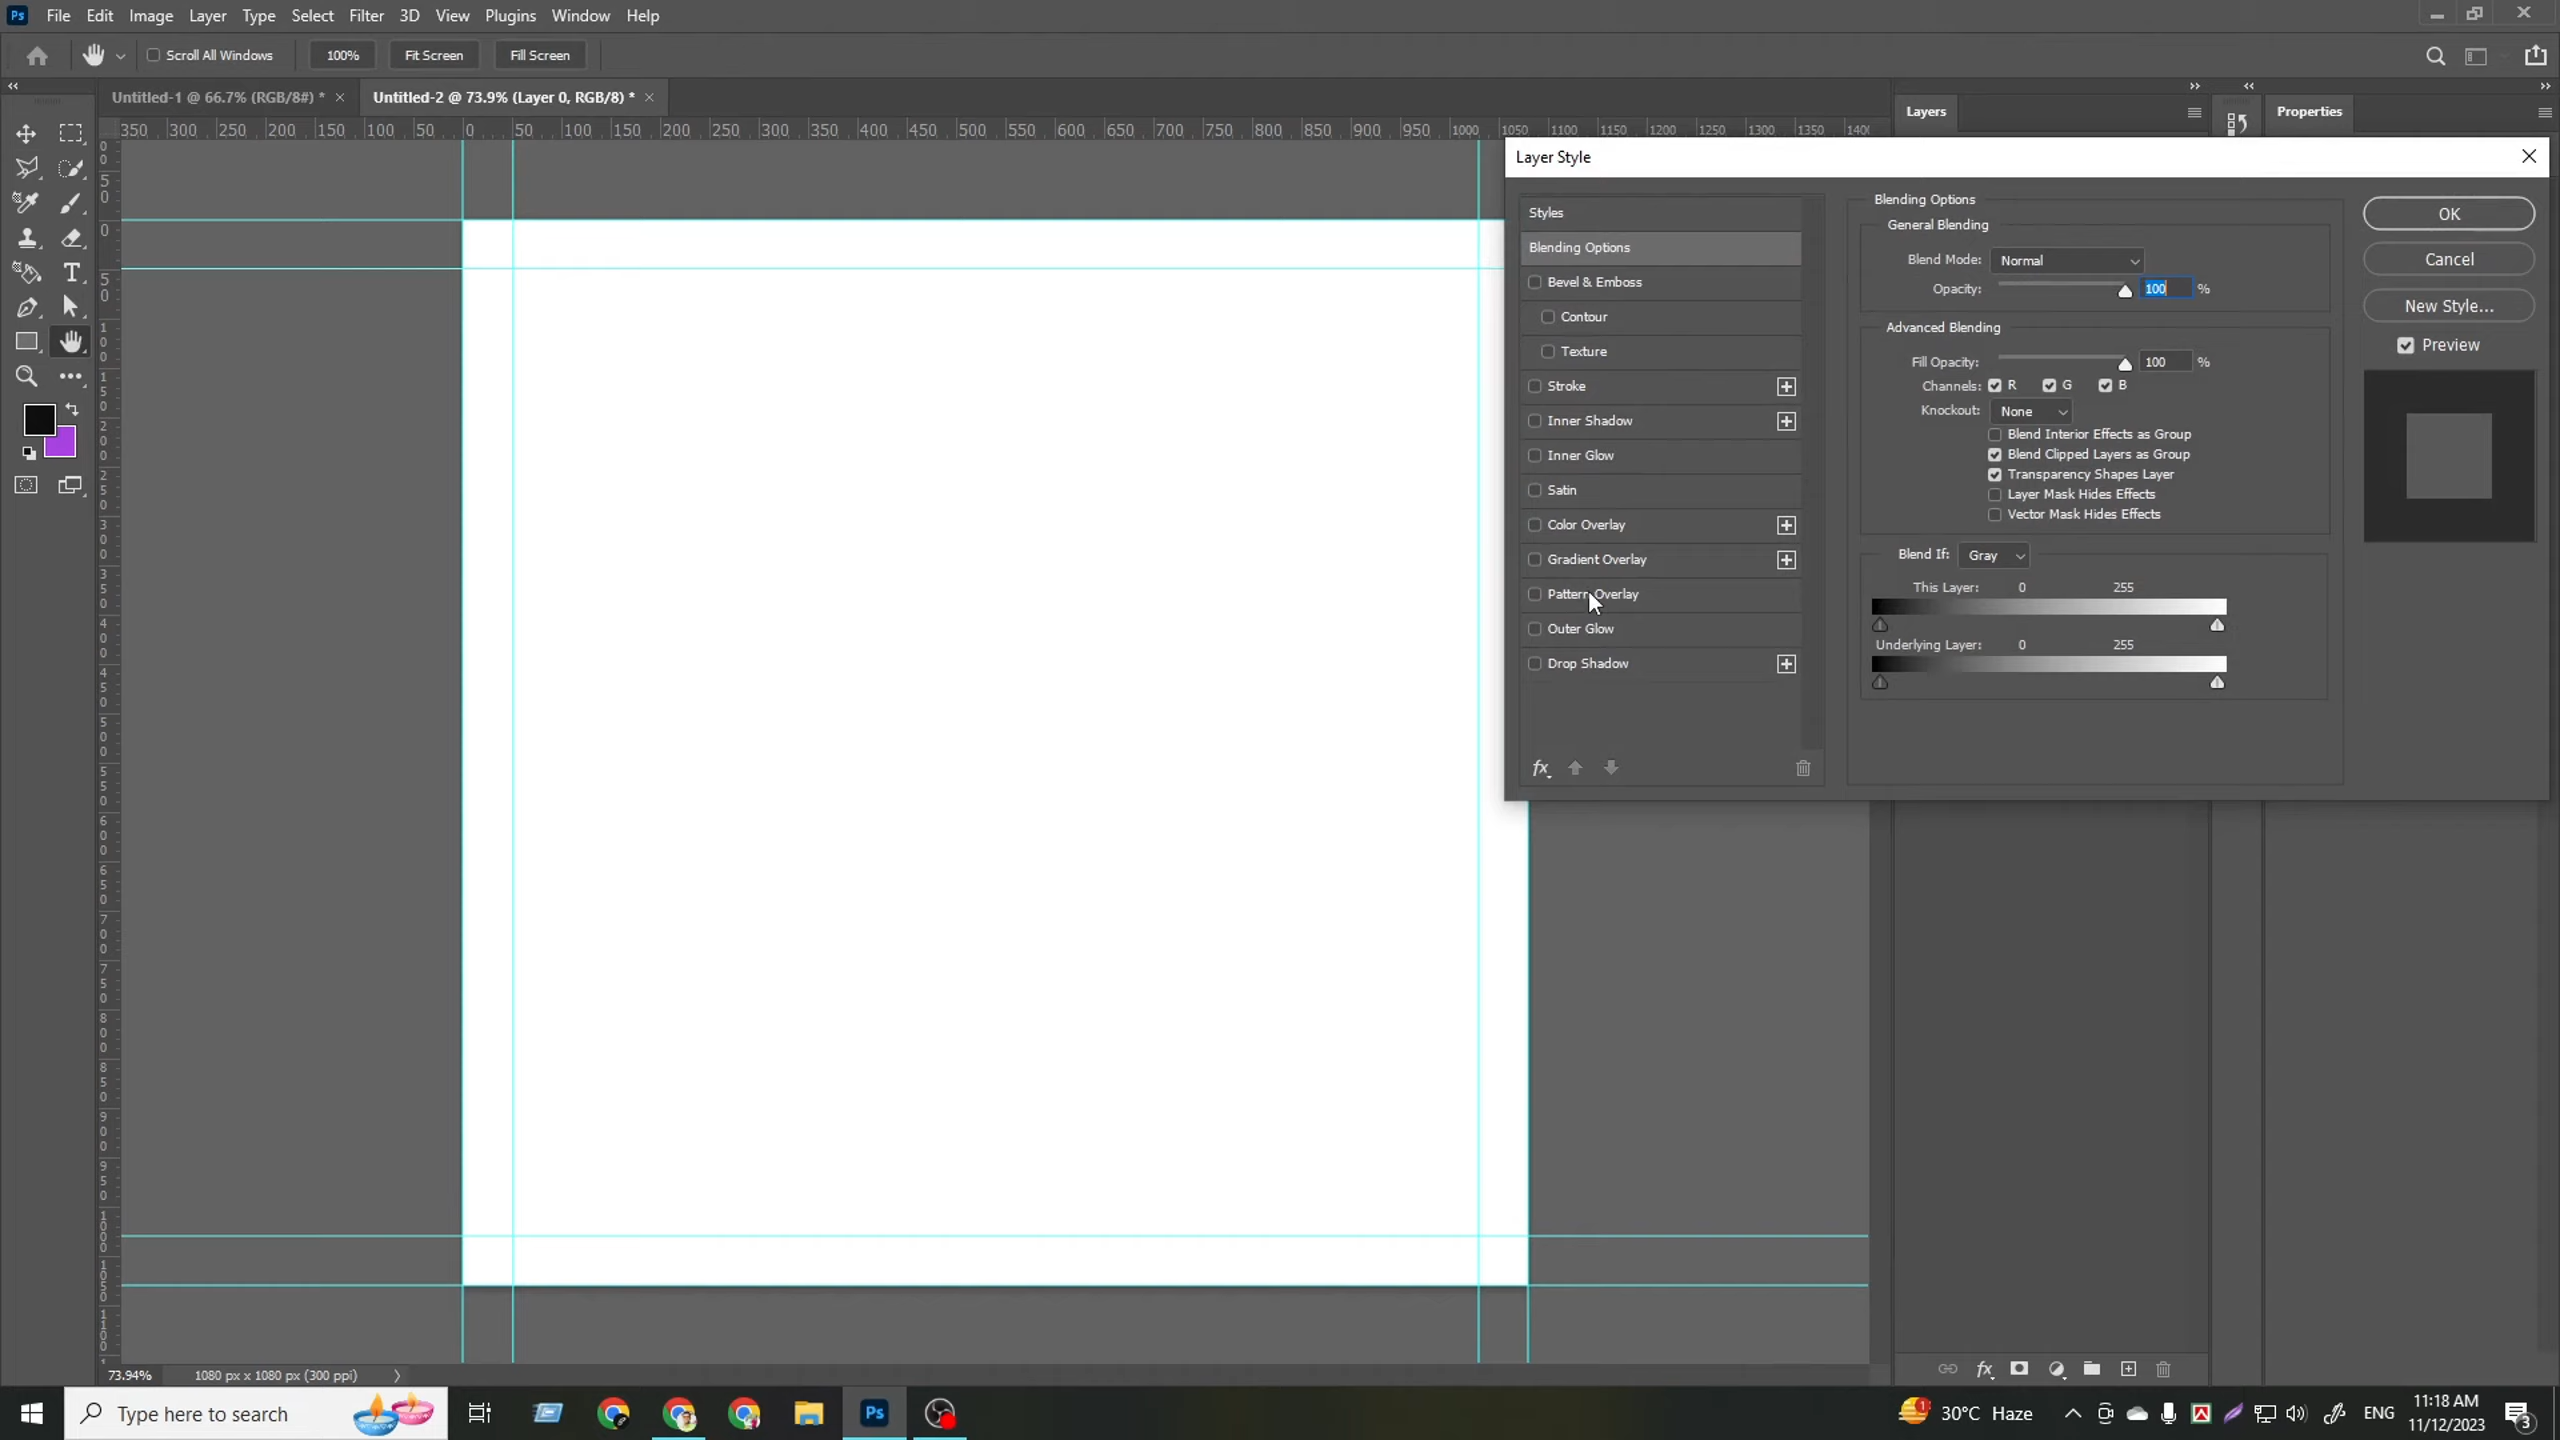 Ps File Edit Image Layer Type Select Filter 3D View Plugins Window Help
Scroll All Windows 100% Fit Screen Fill Screen
Untitled-1 @ 66.7% (RGB/8#) * × Untitled-2 @ 73.9% (Layer 0, RGB/8) * ×
Layers Properties
350 300 250 200 150 100 50 0 50 100 150 200 250 300 350 400 450 500 550 600 650 700 750 800 850 900 950 1000 1050 1100 1150 1200 1250 1300 1350
Layer Style
Styles
Blending Options
Bevel & Emboss
Contour
Texture
Stroke
Inner Shadow
Inner Glow
Satin
Color Overlay
Gradient Overlay
Pattern Overlay
Outer Glow
Drop Shadow
fx
Blending Options
General Blending
Blend Mode: Normal
Opacity: 100 %
Advanced Blending
Fill Opacity: 100 %
Channels: R G B
Knockout: None
Blend Interior Effects as Group
Blend Clipped Layers as Group
Transparency Shapes Layer
Layer Mask Hides Effects
Vector Mask Hides Effects
Blend If: Gray
This Layer: 0 255
Underlying Layer: 0 255
OK
Cancel
New Style...
Preview
73.94% 1080 px x 1080 px (300 ppi)
fx
Type here to search
Ps
30°C Haze
ENG
11:18 AM
11/12/2023
3